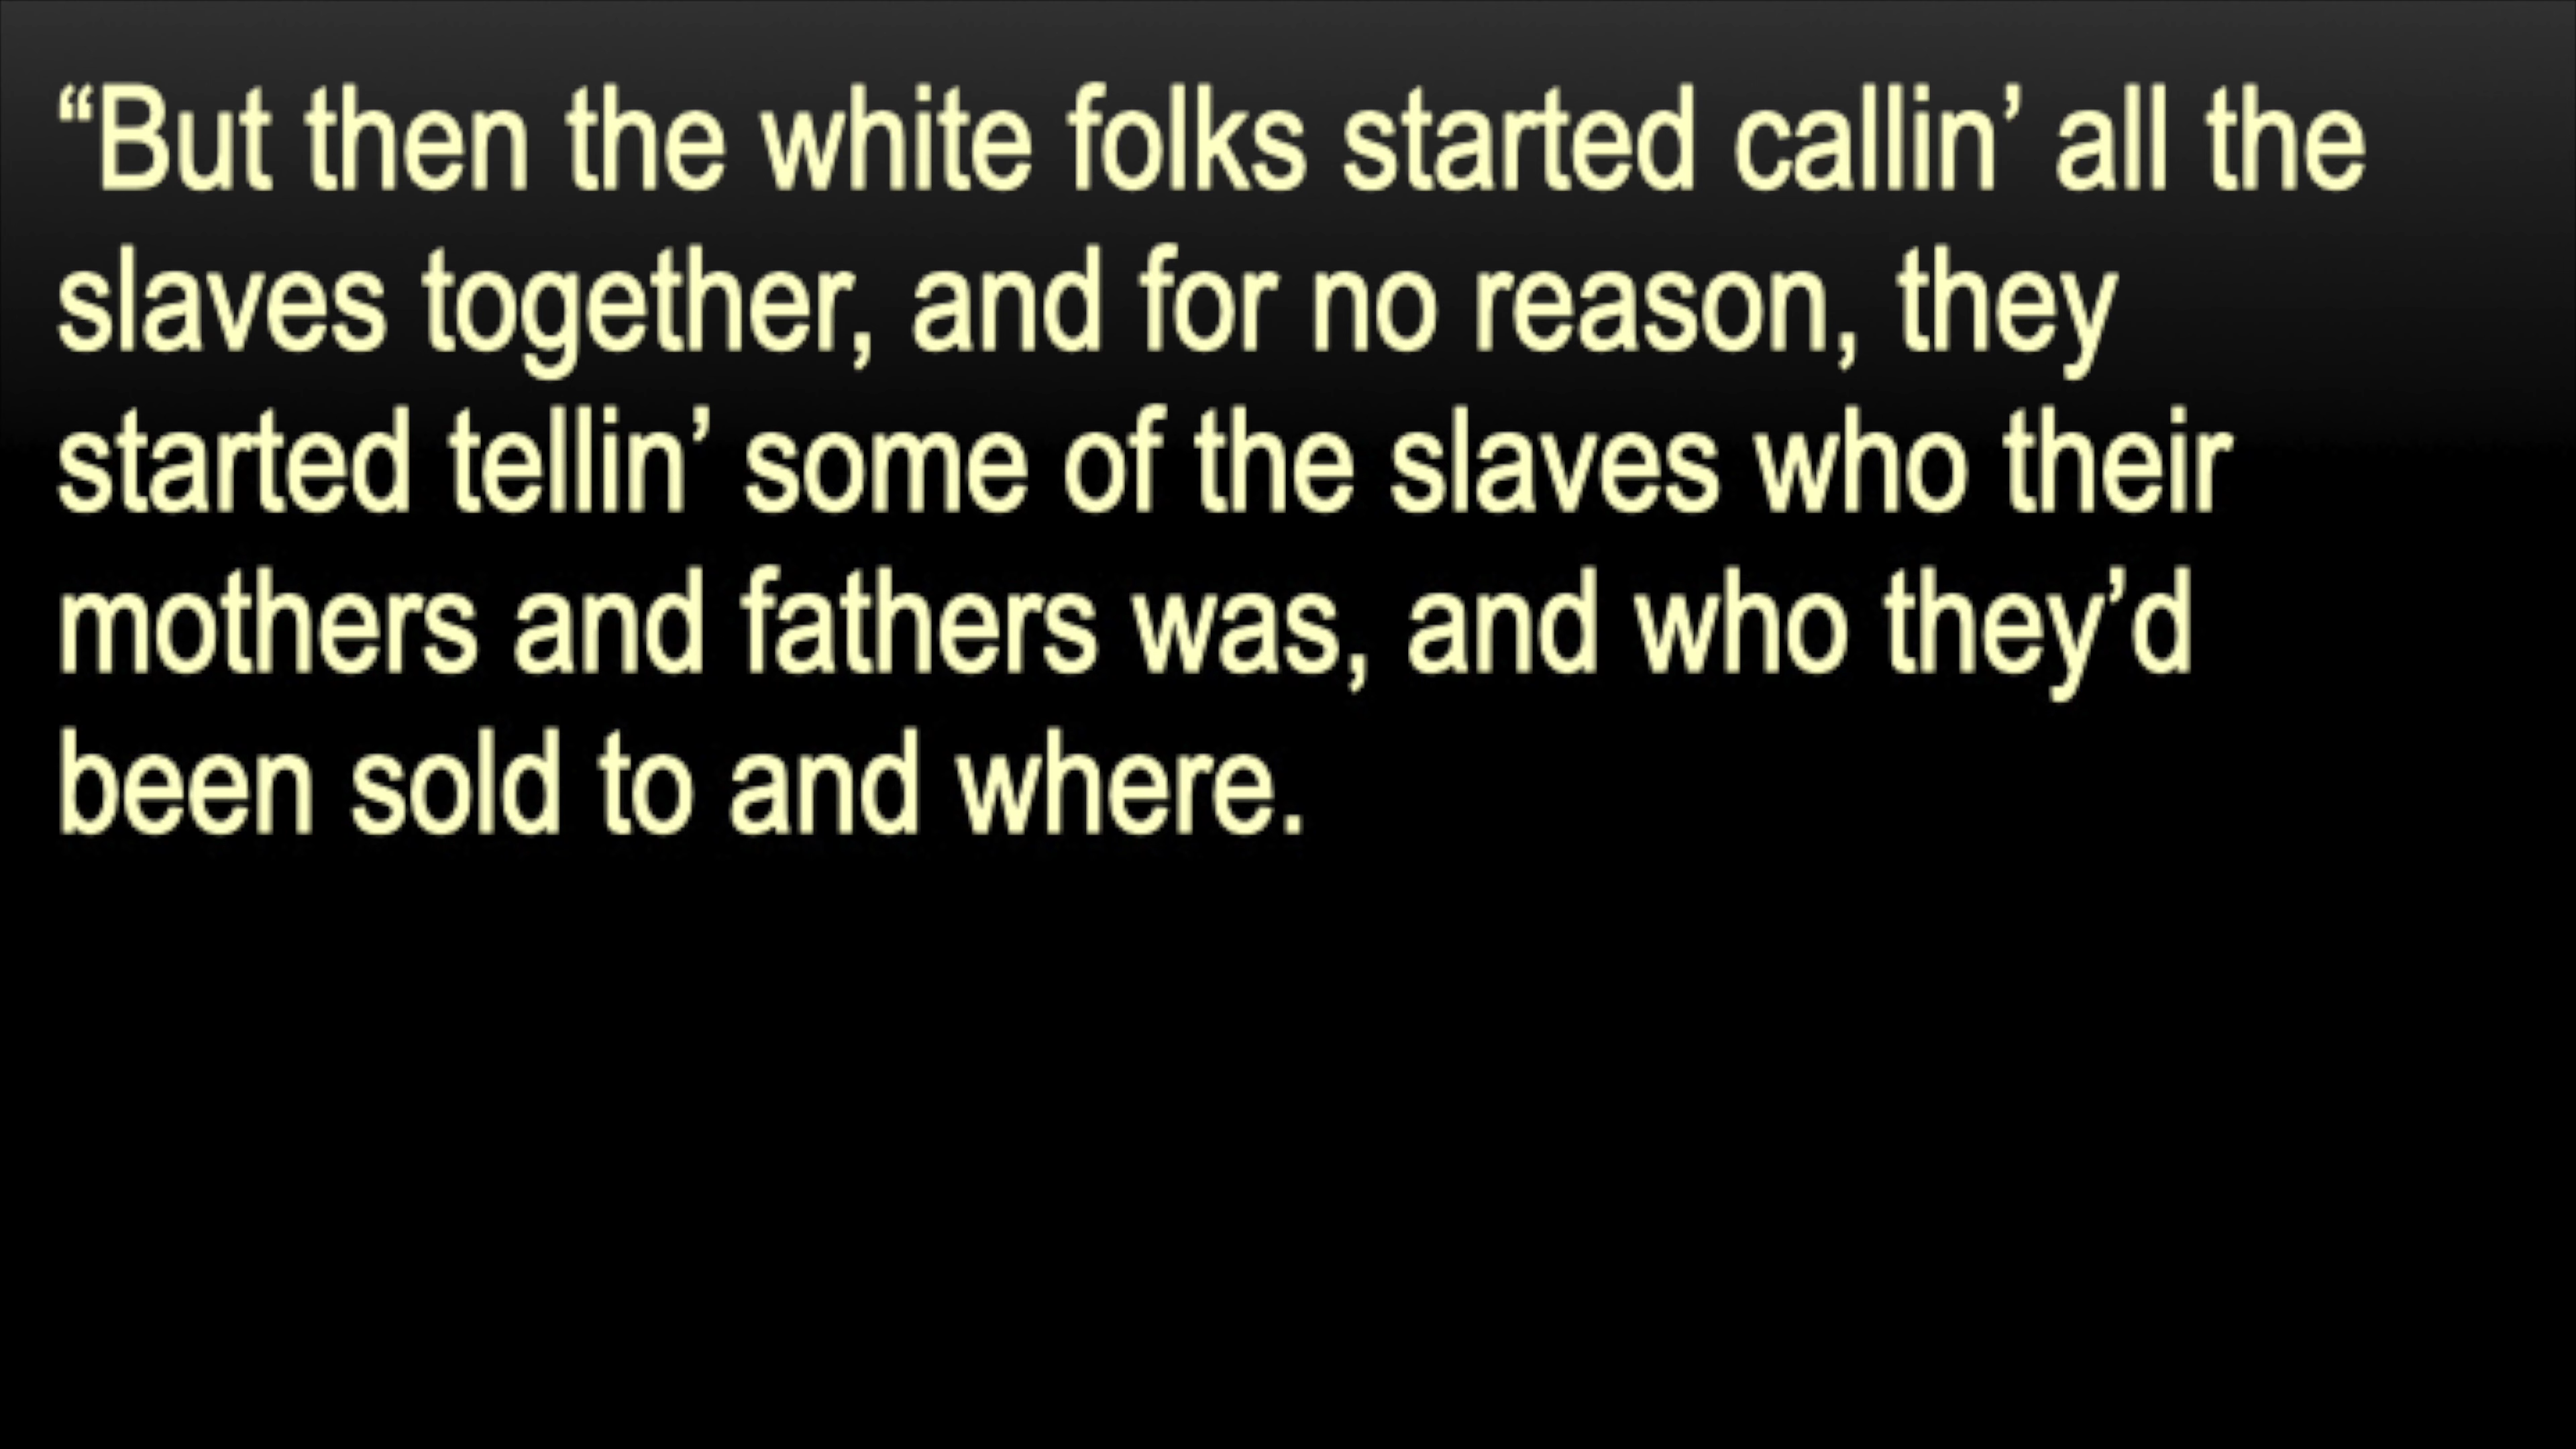 “But then the white folks started callin’ all the
slaves together, and for no reason, they
started tellin’ some of the slaves who their
mothers and fathers was, and who they’d
been sold to and where.